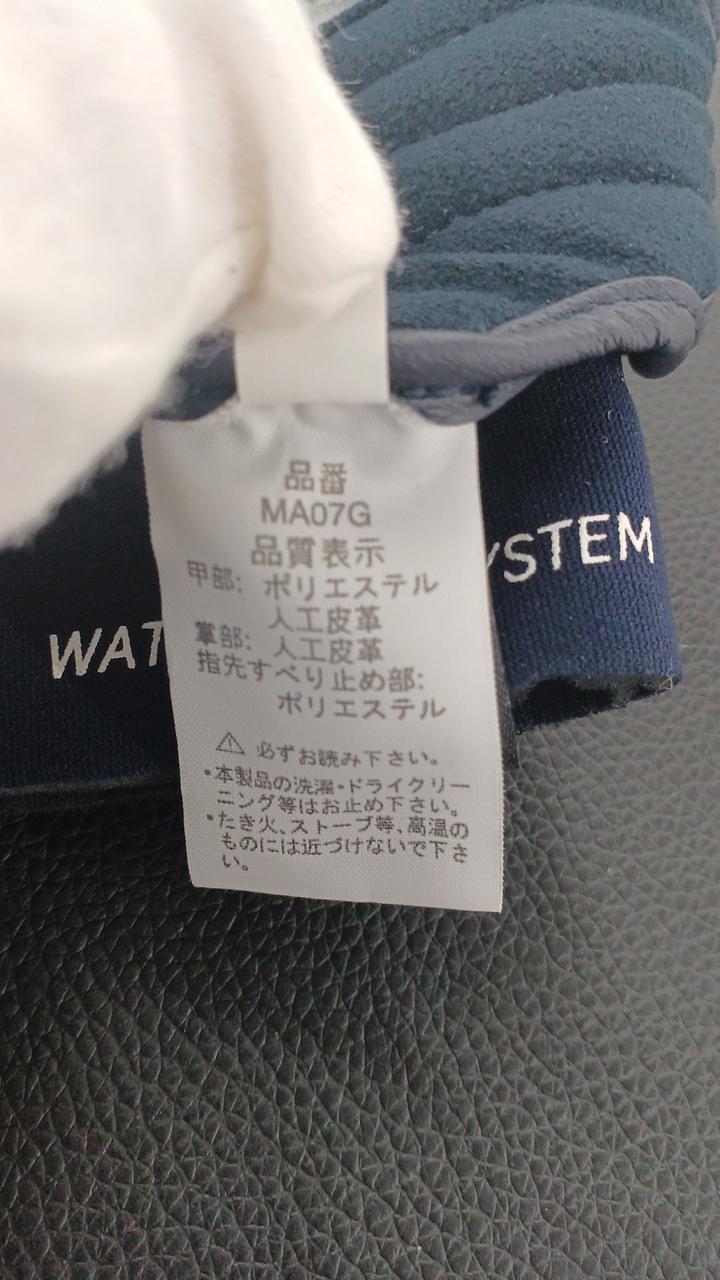 品番
MA07G
品質表示
甲部: ポリエステル
人工皮革
掌部: 人工皮革
指先すべり止め部:
ポリエステル
⚠ 必ずお読み下さい。
・本製品の洗濯・ドライクリー
ニング等はお止め下さい。
・たき火、ストーブ等、高温の
ものには近づけないで下さ
い。
WAT
YSTEM